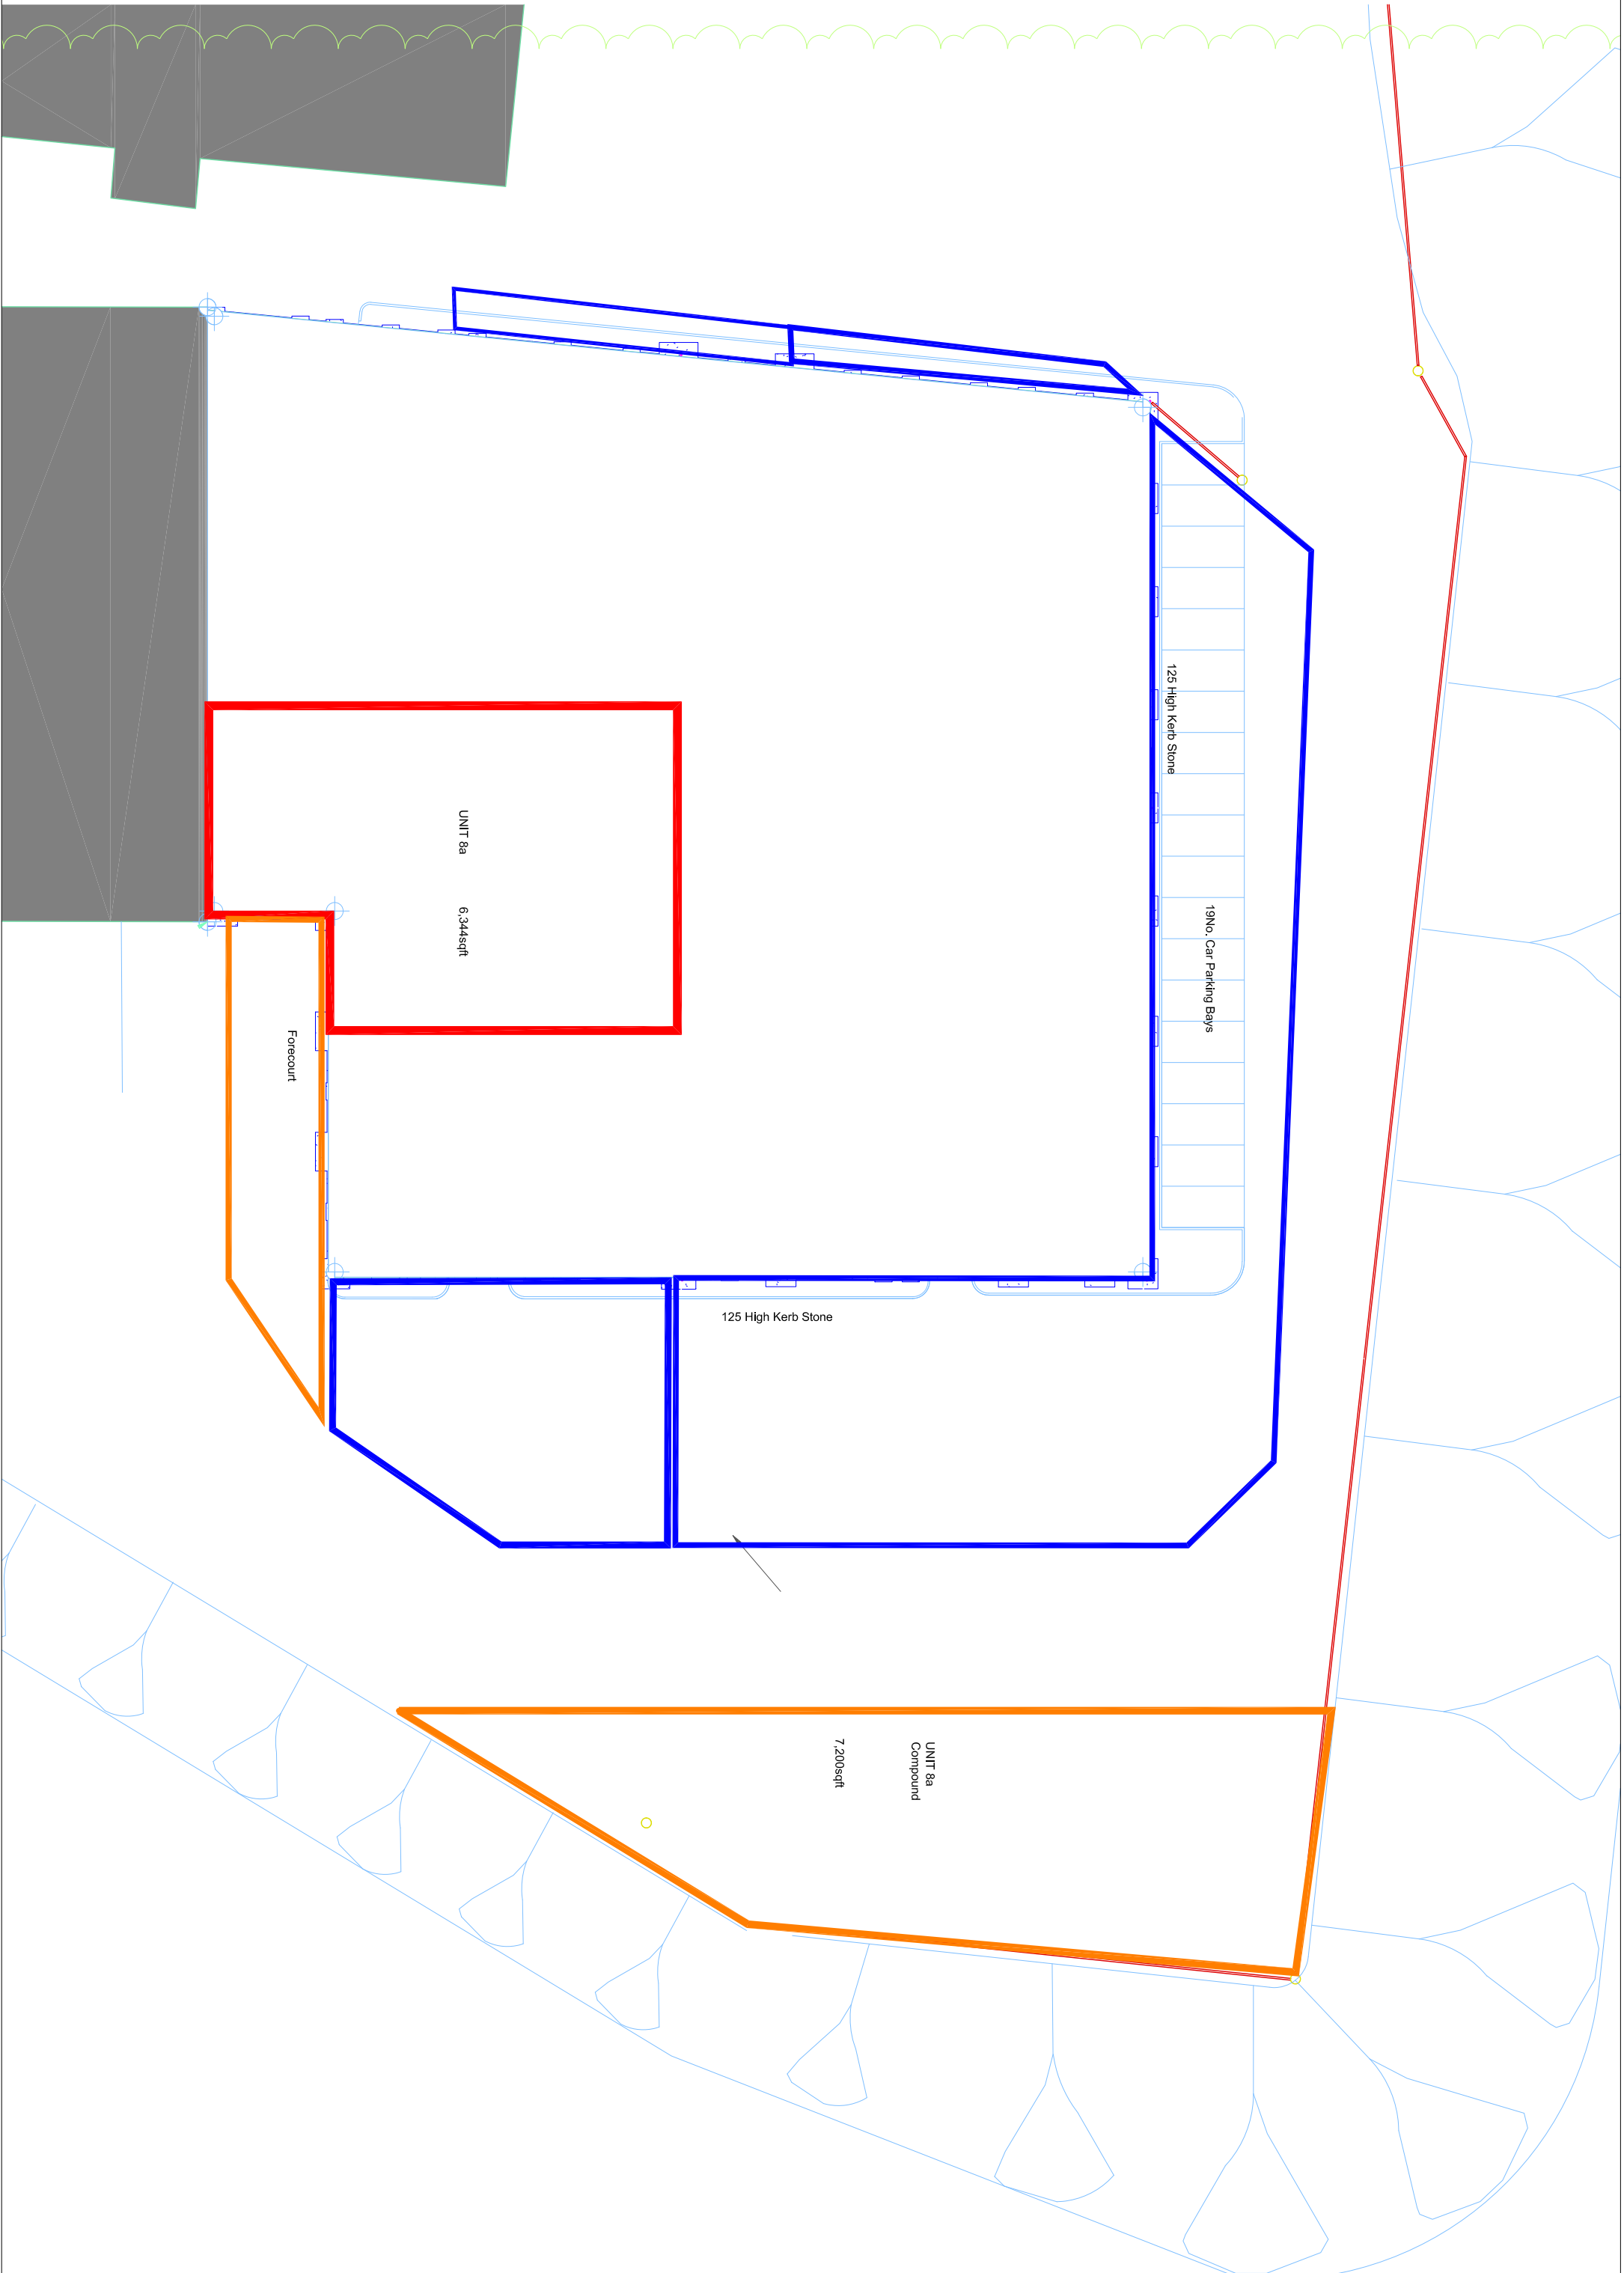 125 High Kerb Stone
19No. Car Parking Bays
UNIT 8a
6,344sqft
Forecourt
125 High Kerb Stone
UNIT 8a
Compound
7,200sqft